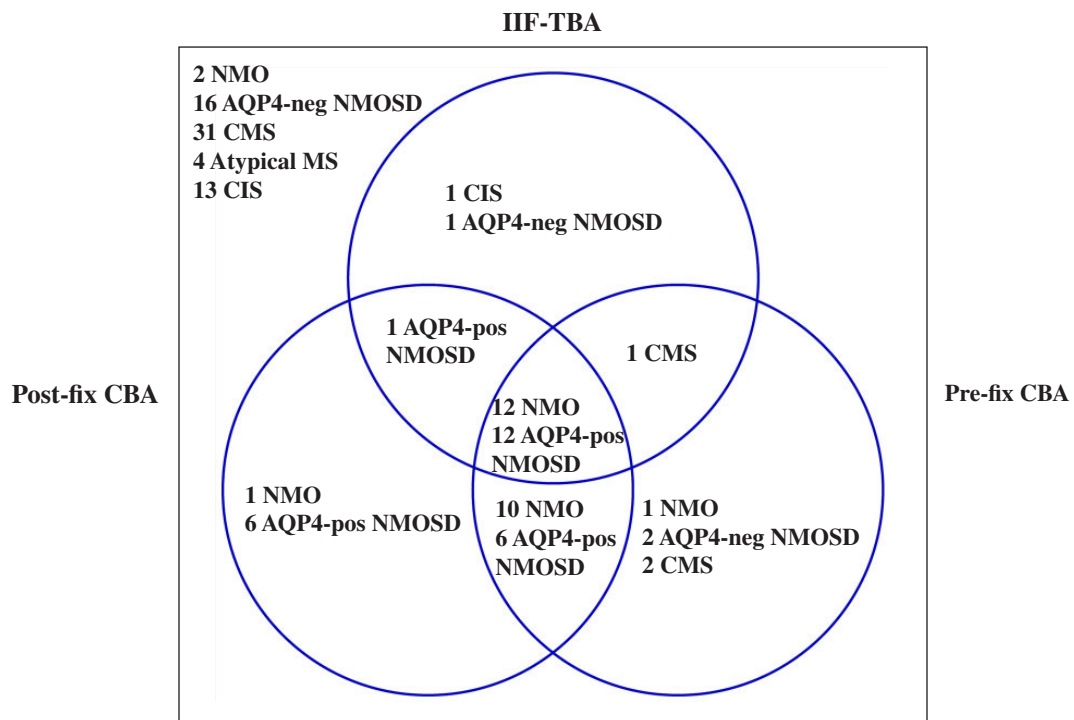 IIF-TBA
2 NMO
16 AQP4-neg NMOSD
31 CMS
4 Atypical MS
13 CIS
1 CIS
1 AQP4-neg NMOSD
1 AQP4-pos
NMOSD
1 CMS
Post-fix CBA
Pre-fix CBA
12 NMO
12 AQP4-pos
NMOSD
1 NMO
6 AQP4-pos NMOSD
10 NMO
6 AQP4-pos
NMOSD
1 NMO
2 AQP4-neg NMOSD
2 CMS